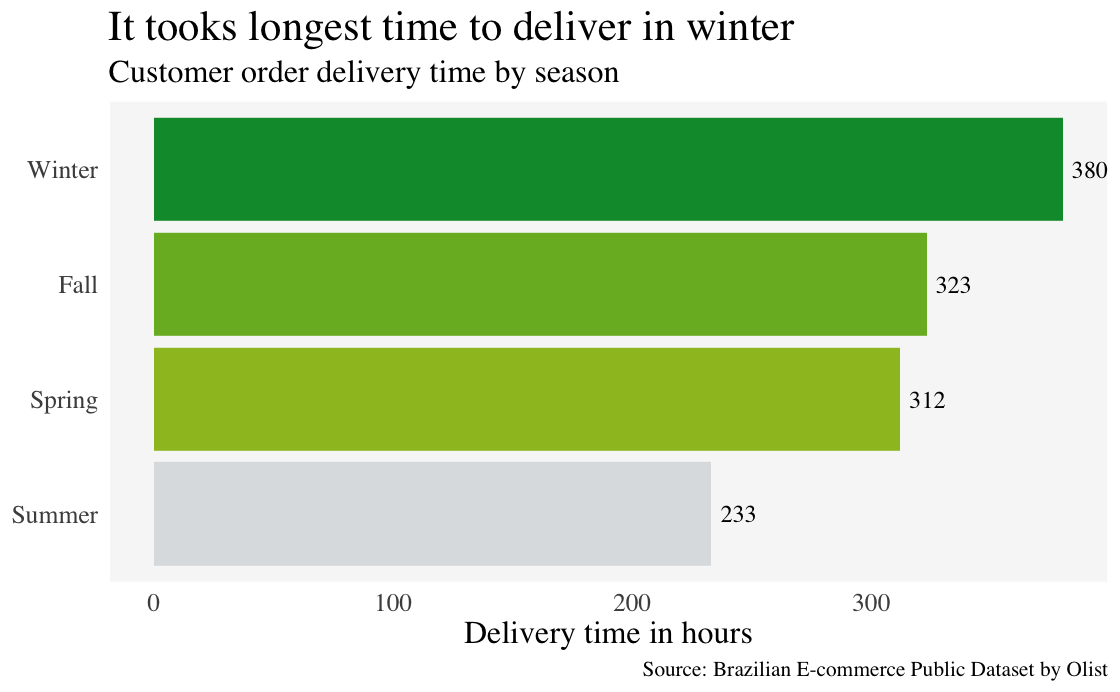 It tooks longest time to deliver in winter
Customer order delivery time by season
Winter 380
Fall 323
Spring 312
Summer 233
0 100 200 300
Delivery time in hours
Source: Brazilian E-commerce Public Dataset by Olist